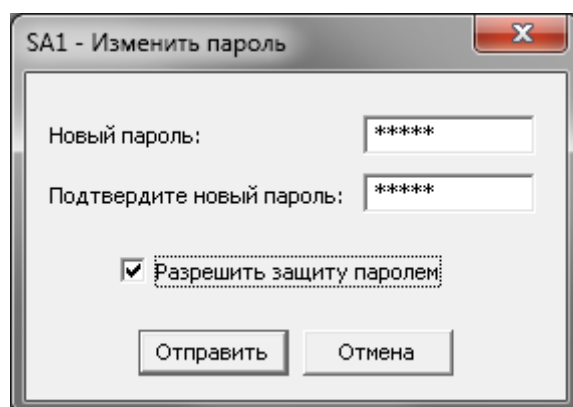 SA1 - Изменить пароль
Новый пароль: *****
Подтвердите новый пароль: *****
Разрешить защиту паролем
Отправить Отмена